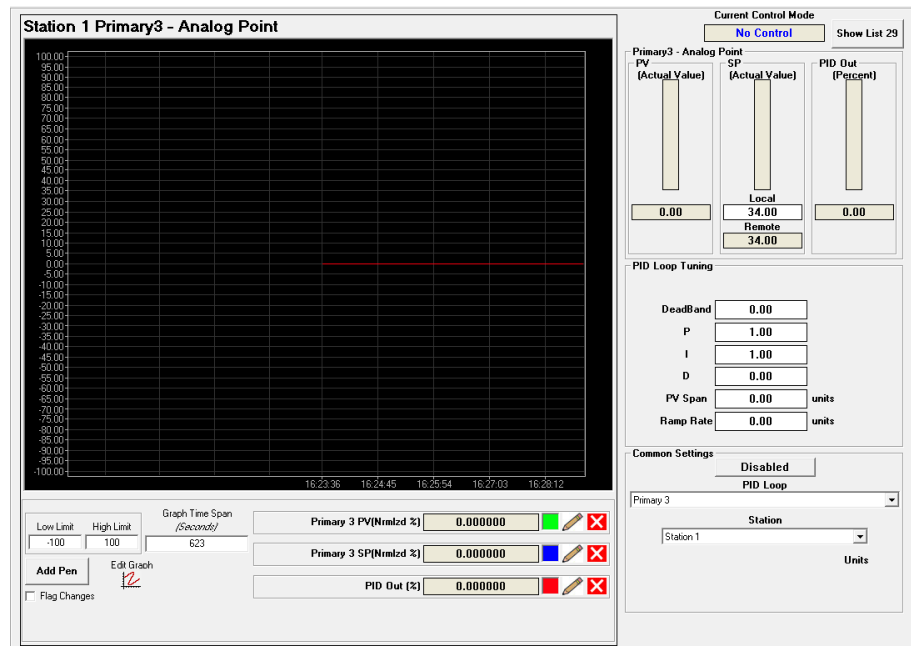 Station 1 Primary3 - Analog Point
100.00
95.00
90.00
85.00
80.00
75.00
70.00
65.00
60.00
55.00
50.00
45.00
40.00
35.00
30.00
25.00
20.00
15.00
10.00
5.00
0.00
-5.00
-10.00
-15.00
-20.00
-25.00
-30.00
-35.00
-40.00
-45.00
-50.00
-55.00
-60.00
-65.00
-70.00
-75.00
-80.00
-85.00
-90.00
-95.00
-100.00
16:23:36 16:24:45 16:25:54 16:27:03 16:28:12
Low Limit High Limit
-100 100
Graph Time Span
(Seconds)
623
Add Pen
Edit Graph
Flag Changes
Primary 3 PV(Nrmlzd %) 0.000000
Primary 3 SP(Nrmlzd %) 0.000000
PID Out (%) 0.000000
Current Control Mode
No Control
Show List 29
Primary3 - Analog Point
PV
(Actual Value)
0.00
SP
(Actual Value)
Local
34.00
Remote
34.00
PID Out
(Percent)
0.00
PID Loop Tuning
DeadBand 0.00
P 1.00
I 1.00
D 0.00
PV Span 0.00 units
Ramp Rate 0.00 units
Common Settings
Disabled
PID Loop
Primary 3
Station
Station 1
Units